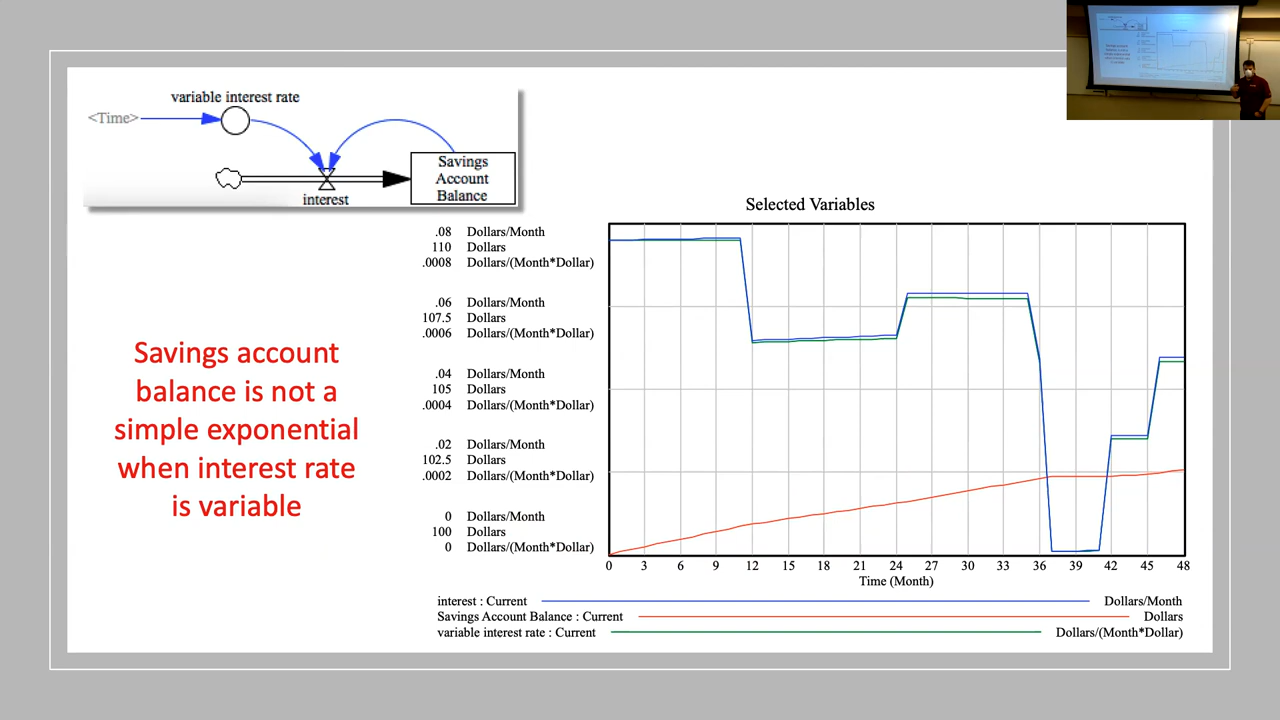 variable interest rate
<Time>
Savings
Account
Balance
interest
Selected Variables
.08 Dollars/Month
110 Dollars
.0008 Dollars/(Month*Dollar)
.06 Dollars/Month
107.5 Dollars
.0006 Dollars/(Month*Dollar)
.04 Dollars/Month
105 Dollars
.0004 Dollars/(Month*Dollar)
.02 Dollars/Month
102.5 Dollars
.0002 Dollars/(Month*Dollar)
0 Dollars/Month
100 Dollars
0 Dollars/(Month*Dollar)
0 3 6 9 12 15 18 21 24 27 30 33 36 39 42 45 48
Time (Month)
interest : Current Dollars/Month
Savings Account Balance : Current Dollars
variable interest rate : Current Dollars/(Month*Dollar)
Savings account
balance is not a
simple exponential
when interest rate
is variable